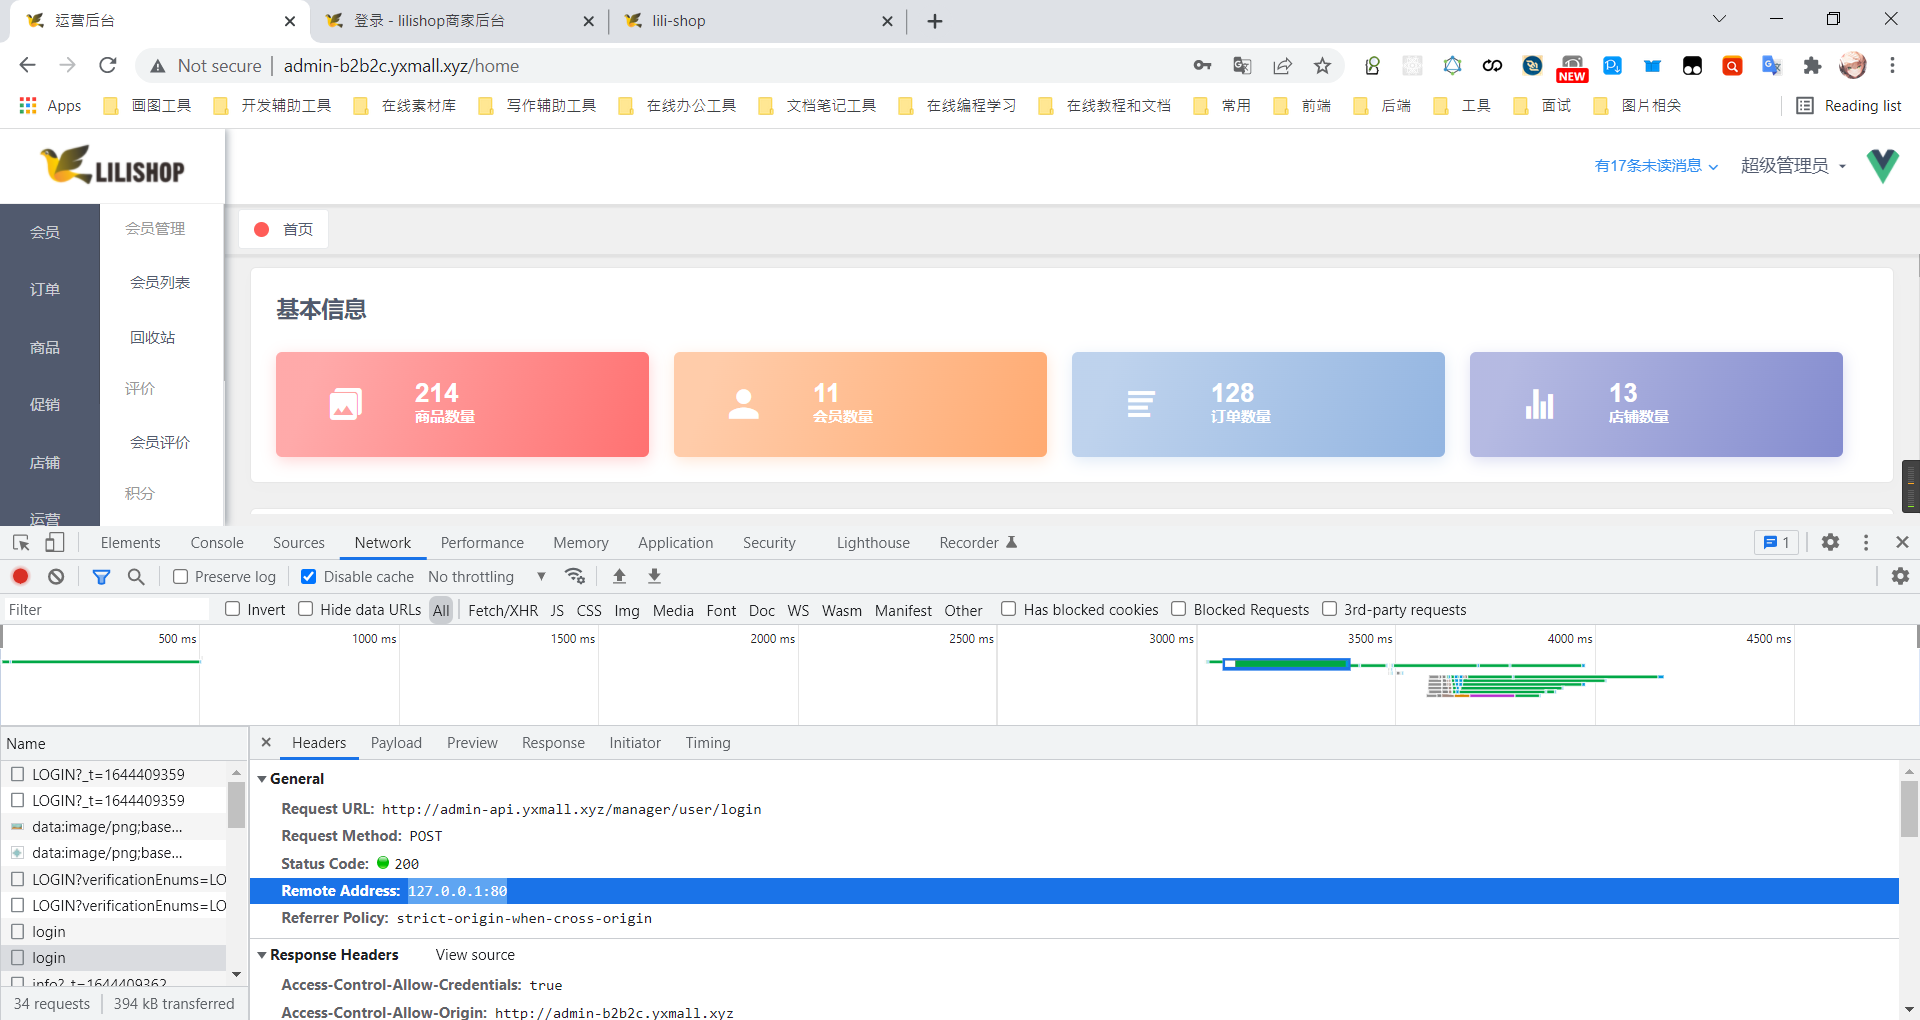 运营后台
登录 - lilishop商家后台
lili-shop
Not secure
admin-b2b2c.yxmall.xyz/home
NEW
Apps
画图工具
开发辅助工具
在线素材库
写作辅助工具
在线办公工具
文档笔记工具
在线编程学习
在线教程和文档
常用
前端
后端
工具
面试
图片相关
Reading list
LILISHOP
有17条未读消息
超级管理员
会员
订单
商品
促销
店铺
运营
会员管理
会员列表
回收站
评价
会员评价
积分
首页
基本信息
214
商品数量
11
会员数量
128
订单数量
13
店铺数量
Elements Console Sources Network Performance Memory Application Security Lighthouse Recorder
1
Preserve log
Disable cache
No throttling
Filter
Invert
Hide data URLs
All
Fetch/XHR JS CSS Img Media Font Doc WS Wasm Manifest Other
Has blocked cookies
Blocked Requests
3rd-party requests
500 ms
1000 ms
1500 ms
2000 ms
2500 ms
3000 ms
3500 ms
4000 ms
4500 ms
Name
LOGIN?_t=1644409359
LOGIN?_t=1644409359
data:image/png;base...
data:image/png;base...
LOGIN?verificationEnums=LO
LOGIN?verificationEnums=LO
login
login
info?_t=1644409362
34 requests
394 kB transferred
Headers Payload Preview Response Initiator Timing
General
Request URL: http://admin-api.yxmall.xyz/manager/user/login
Request Method: POST
Status Code: 200
Remote Address: 127.0.0.1:80
Referrer Policy: strict-origin-when-cross-origin
Response Headers
View source
Access-Control-Allow-Credentials: true
Access-Control-Allow-Origin: http://admin-b2b2c.yxmall.xyz